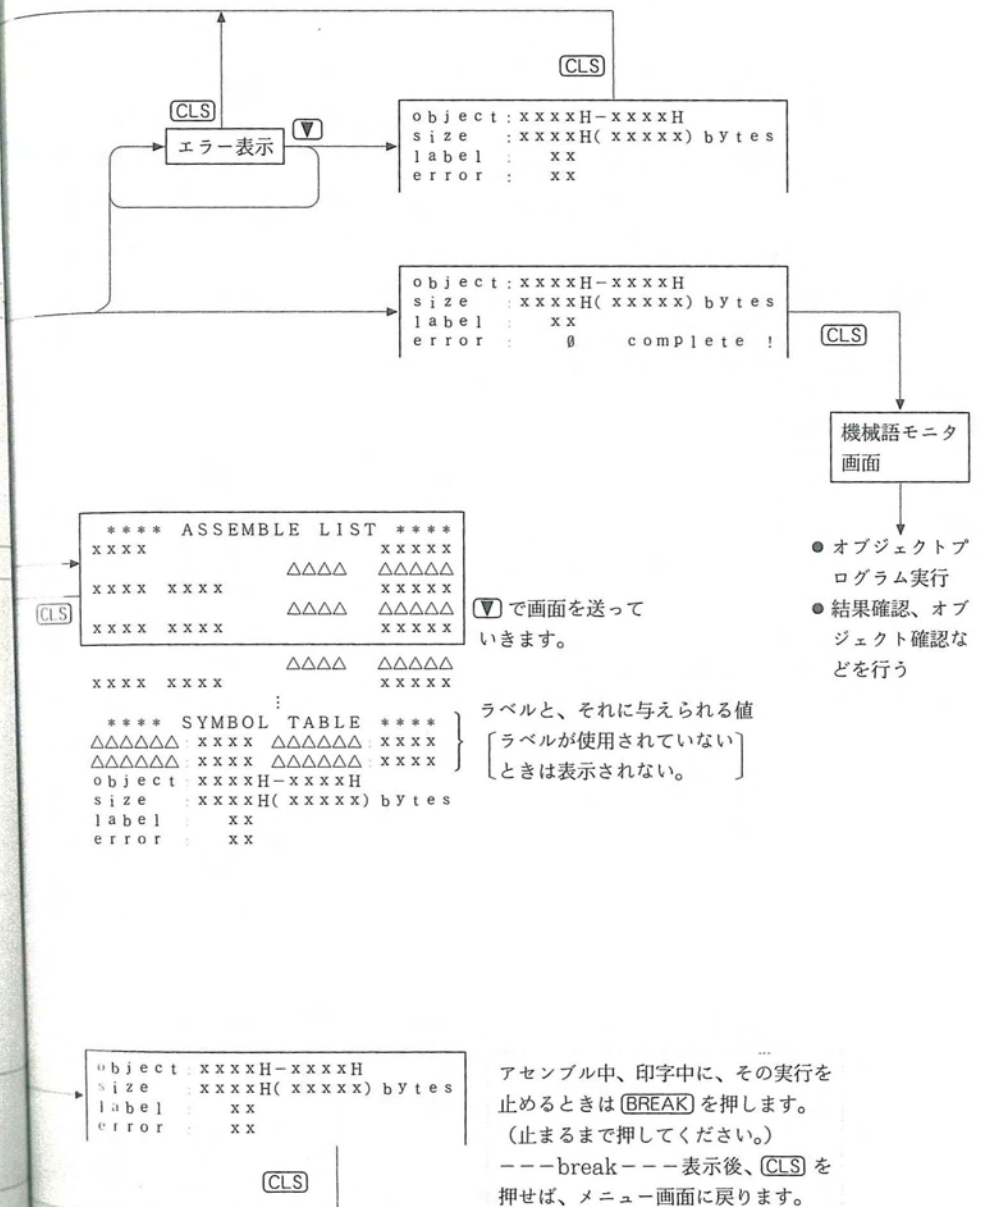 CLS
CLS
エラー表示
▼
object:xxxxH−xxxxH
size :xxxxH( xxxxx) bytes
label : xx
error : xx
object:xxxxH−xxxxH
size :xxxxH( xxxxx) bytes
label : xx
error : 0 complete !
CLS
機械語モニタ
画面
● オブジェクトプ
ログラム実行
● 結果確認、オブ
ジェクト確認な
どを行う
CLS
**** ASSEMBLE LIST ****
xxxx xxxxx
△△△△ △△△△△
xxxx xxxx xxxxx
△△△△ △△△△△
xxxx xxxx xxxxx
△△△△ △△△△△
xxxx xxxx xxxxx
⋮
▼ で画面を送って
いきます。
**** SYMBOL TABLE ****
△△△△△△:xxxx △△△△△△:xxxx
△△△△△△:xxxx △△△△△△:xxxx
object:xxxxH−xxxxH
size :xxxxH( xxxxx) bytes
label : xx
error : xx
ラベルと、それに与えられる値
[ラベルが使用されていない
ときは表示されない。]
object:xxxxH−xxxxH
size :xxxxH( xxxxx) bytes
label : xx
error : xx
CLS
アセンブル中、印字中に、その実行を
止めるときは BREAK を押します。
（止まるまで押してください。）
−−−break−−−表示後、CLS を
押せば、メニュー画面に戻ります。